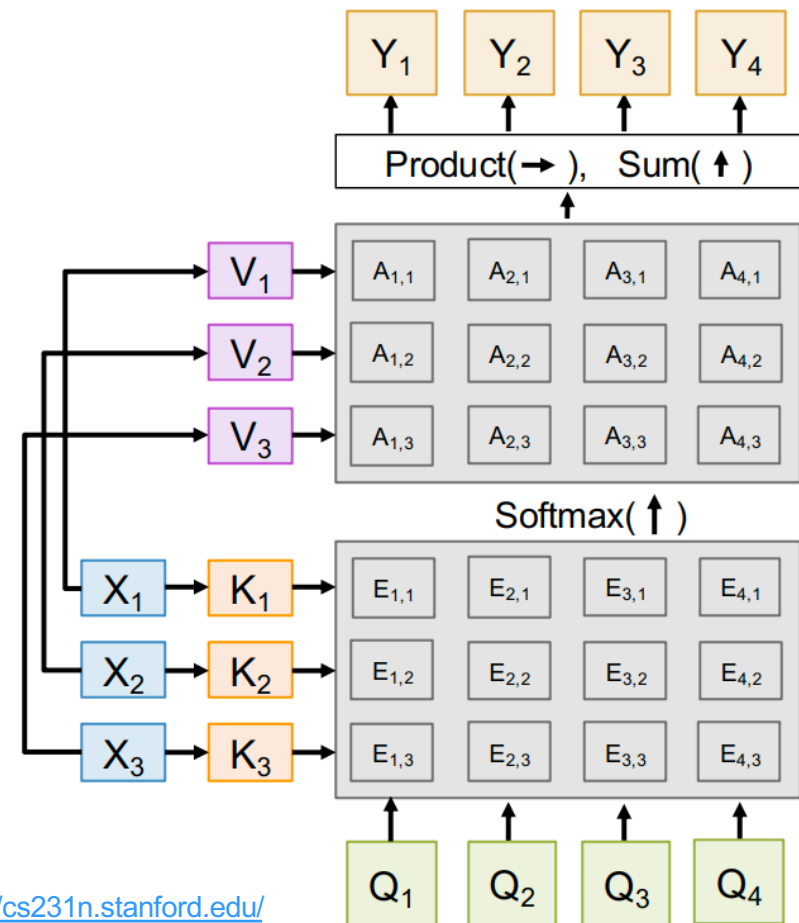 Y1 Y2 Y3 Y4
Product(→), Sum(↑)
V1 A1,1 A2,1 A3,1 A4,1
V2 A1,2 A2,2 A3,2 A4,2
V3 A1,3 A2,3 A3,3 A4,3
Softmax(↑)
X1 K1 E1,1 E2,1 E3,1 E4,1
X2 K2 E1,2 E2,2 E3,2 E4,2
X3 K3 E1,3 E2,3 E3,3 E4,3
Q1 Q2 Q3 Q4
/cs231n.stanford.edu/